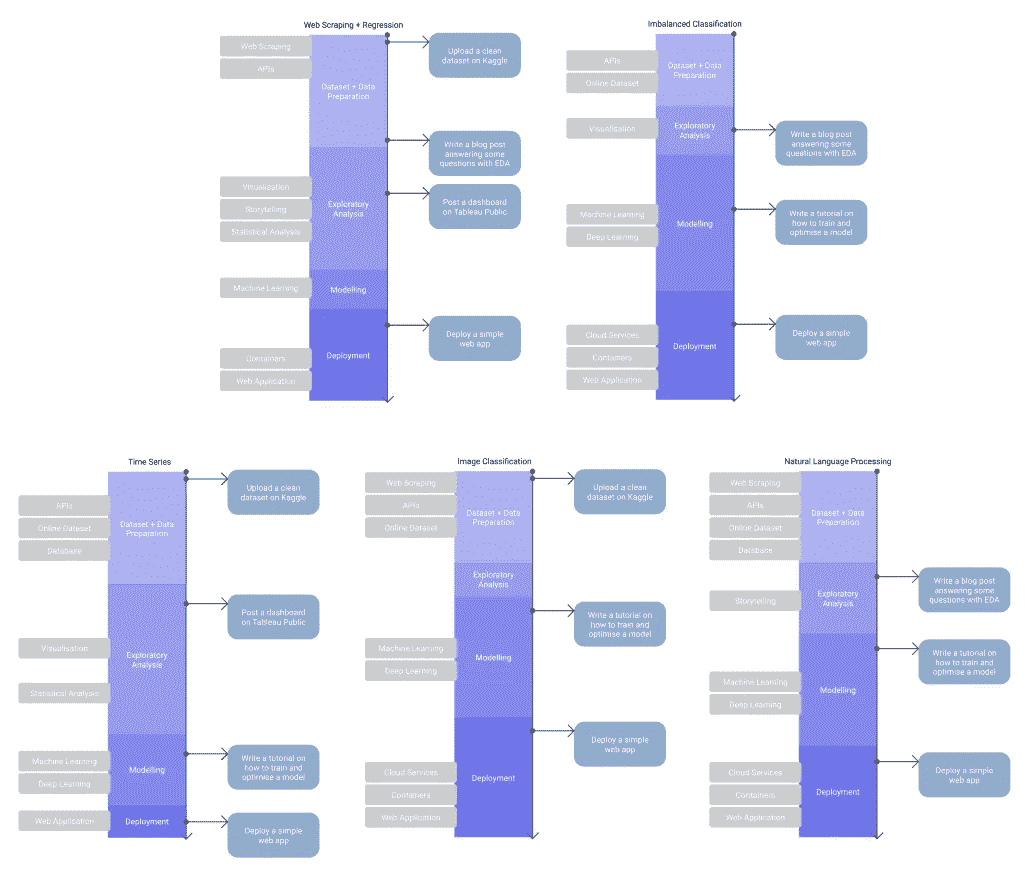 Web Scraping + Regression
Web Scraping
APIs
Dataset + Data
Preparation
Upload a clean
dataset on Kaggle
Write a blog post
answering some
questions with EDA
Visualisation
Storytelling
Statistical Analysis
Exploratory
Analysis
Post a dashboard
on Tableau Public
Machine Learning
Modelling
Deploy a simple
web app
Containers
Web Application
Deployment
Imbalanced Classification
APIs
Online Dataset
Dataset + Data
Preparation
Visualisation
Exploratory
Analysis
Write a blog post
answering some
questions with EDA
Machine Learning
Deep Learning
Modelling
Write a tutorial on
how to train and
optimise a model
Cloud Services
Containers
Web Application
Deployment
Deploy a simple
web app
Time Series
APIs
Online Dataset
Database
Dataset + Data
Preparation
Upload a clean
dataset on Kaggle
Post a dashboard
on Tableau Public
Visualisation
Statistical Analysis
Exploratory
Analysis
Machine Learning
Deep Learning
Modelling
Write a tutorial on
how to train and
optimise a model
Web Application
Deployment
Deploy a simple
web app
Image Classification
Web Scraping
APIs
Online Dataset
Dataset + Data
Preparation
Upload a clean
dataset on Kaggle
Exploratory
Analysis
Machine Learning
Deep Learning
Modelling
Write a tutorial on
how to train and
optimise a model
Cloud Services
Containers
Web Application
Deployment
Deploy a simple
web app
Natural Language Processing
Web Scraping
APIs
Online Dataset
Database
Dataset + Data
Preparation
Storytelling
Exploratory
Analysis
Write a blog post
answering some
questions with EDA
Machine Learning
Deep Learning
Modelling
Write a tutorial on
how to train and
optimise a model
Cloud Services
Containers
Web Application
Deployment
Deploy a simple
web app